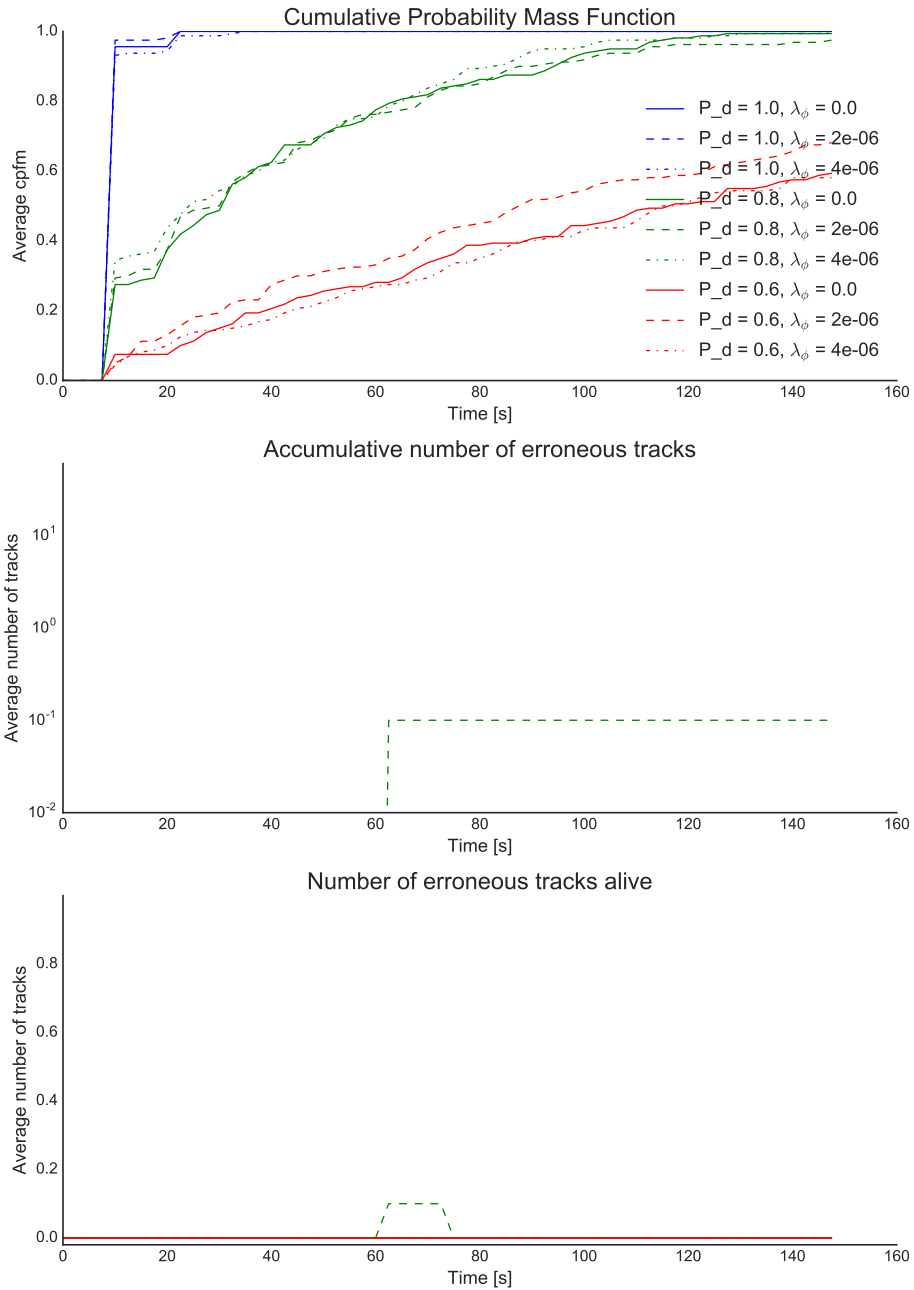 Cumulative Probability Mass Function
1.0
0.8
0.6
0.4
0.2
0.0
Average cpfm
P_d = 1.0, λ_ϕ = 0.0
P_d = 1.0, λ_ϕ = 2e-06
P_d = 1.0, λ_ϕ = 4e-06
P_d = 0.8, λ_ϕ = 0.0
P_d = 0.8, λ_ϕ = 2e-06
P_d = 0.8, λ_ϕ = 4e-06
P_d = 0.6, λ_ϕ = 0.0
P_d = 0.6, λ_ϕ = 2e-06
P_d = 0.6, λ_ϕ = 4e-06
0 20 40 60 80 100 120 140 160
Time [s]
Accumulative number of erroneous tracks
10^1
10^0
10^-1
10^-2
Average number of tracks
0 20 40 60 80 100 120 140 160
Time [s]
Number of erroneous tracks alive
0.8
0.6
0.4
0.2
0.0
Average number of tracks
0 20 40 60 80 100 120 140 160
Time [s]